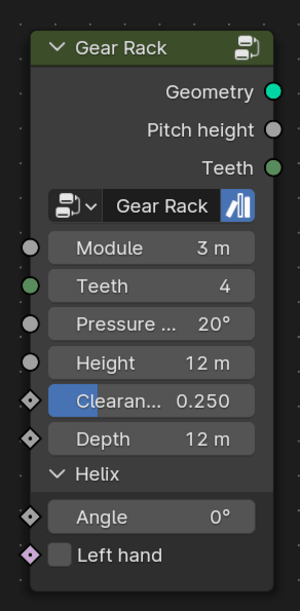 Gear Rack
Geometry
Pitch height
Teeth
Gear Rack
Module 3 m
Teeth 4
Pressure ... 20°
Height 12 m
Clearan... 0.250
Depth 12 m
Helix
Angle 0°
Left hand